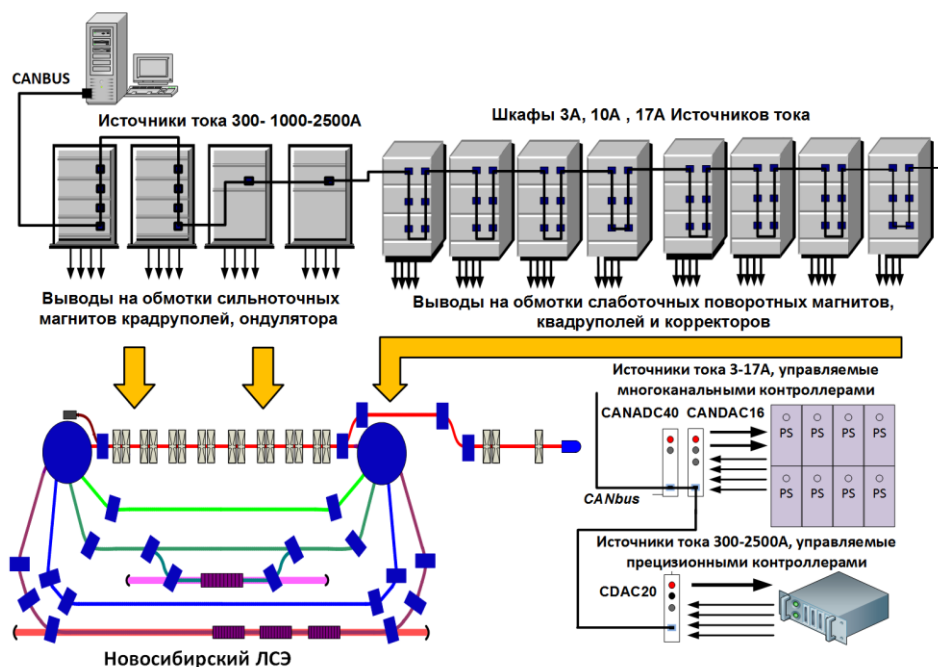 CANBUS
Источники тока 300- 1000-2500А
Шкафы 3А, 10А , 17А Источников тока
Выводы на обмотки сильноточных
магнитов крадруполей, ондулятора
Выводы на обмотки слаботочных поворотных магнитов,
квадруполей и корректоров
Источники тока 3-17А, управляемые
многоканальными контроллерами
CANADC40 CANDAC16
PS PS PS PS
PS PS PS PS
CANbus
Источники тока 300-2500А, управляемые
прецизионными контроллерами
CDAC20
Новосибирский ЛСЭ